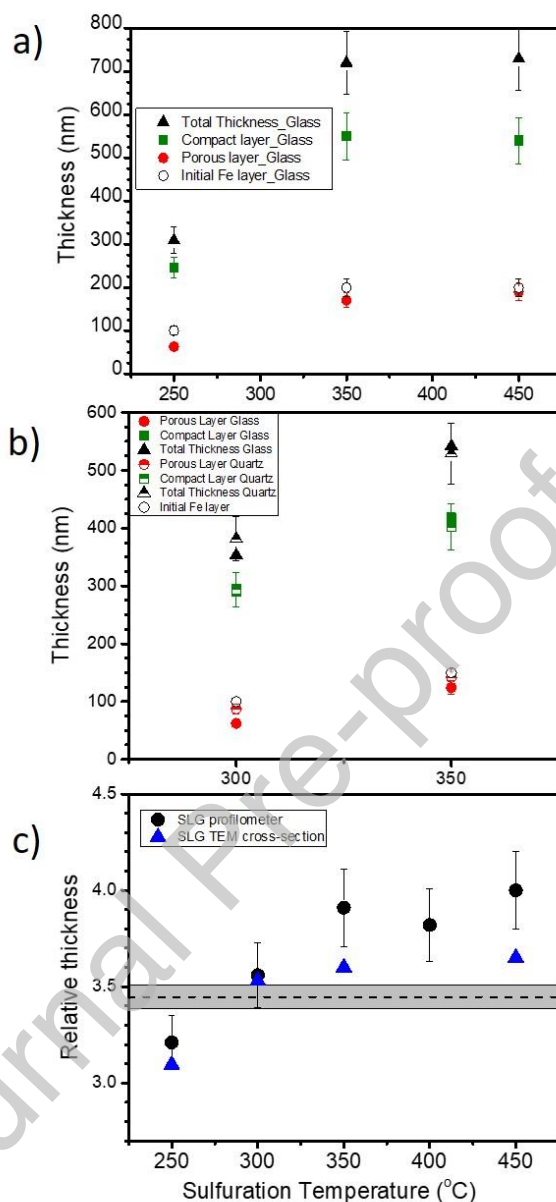 a)
800
700
600
500
400
300
200
100
0
Thickness (nm)
Total Thickness_Glass
Compact layer_Glass
Porous layer_Glass
Initial Fe layer_Glass
250 300 350 400 450
b)
600
500
400
300
200
100
0
Thickness (nm)
Porous Layer Glass
Compact Layer Glass
Total Thickness Glass
Porous Layer Quartz
Compact Layer Quartz
Total Thickness Quartz
Initial Fe layer
300 350
c)
4.5
4.0
3.5
3.0
Relative thickness
SLG profilometer
SLG TEM cross-section
250 300 350 400 450
Sulfuration Temperature (°C)
urnal Pre-proof